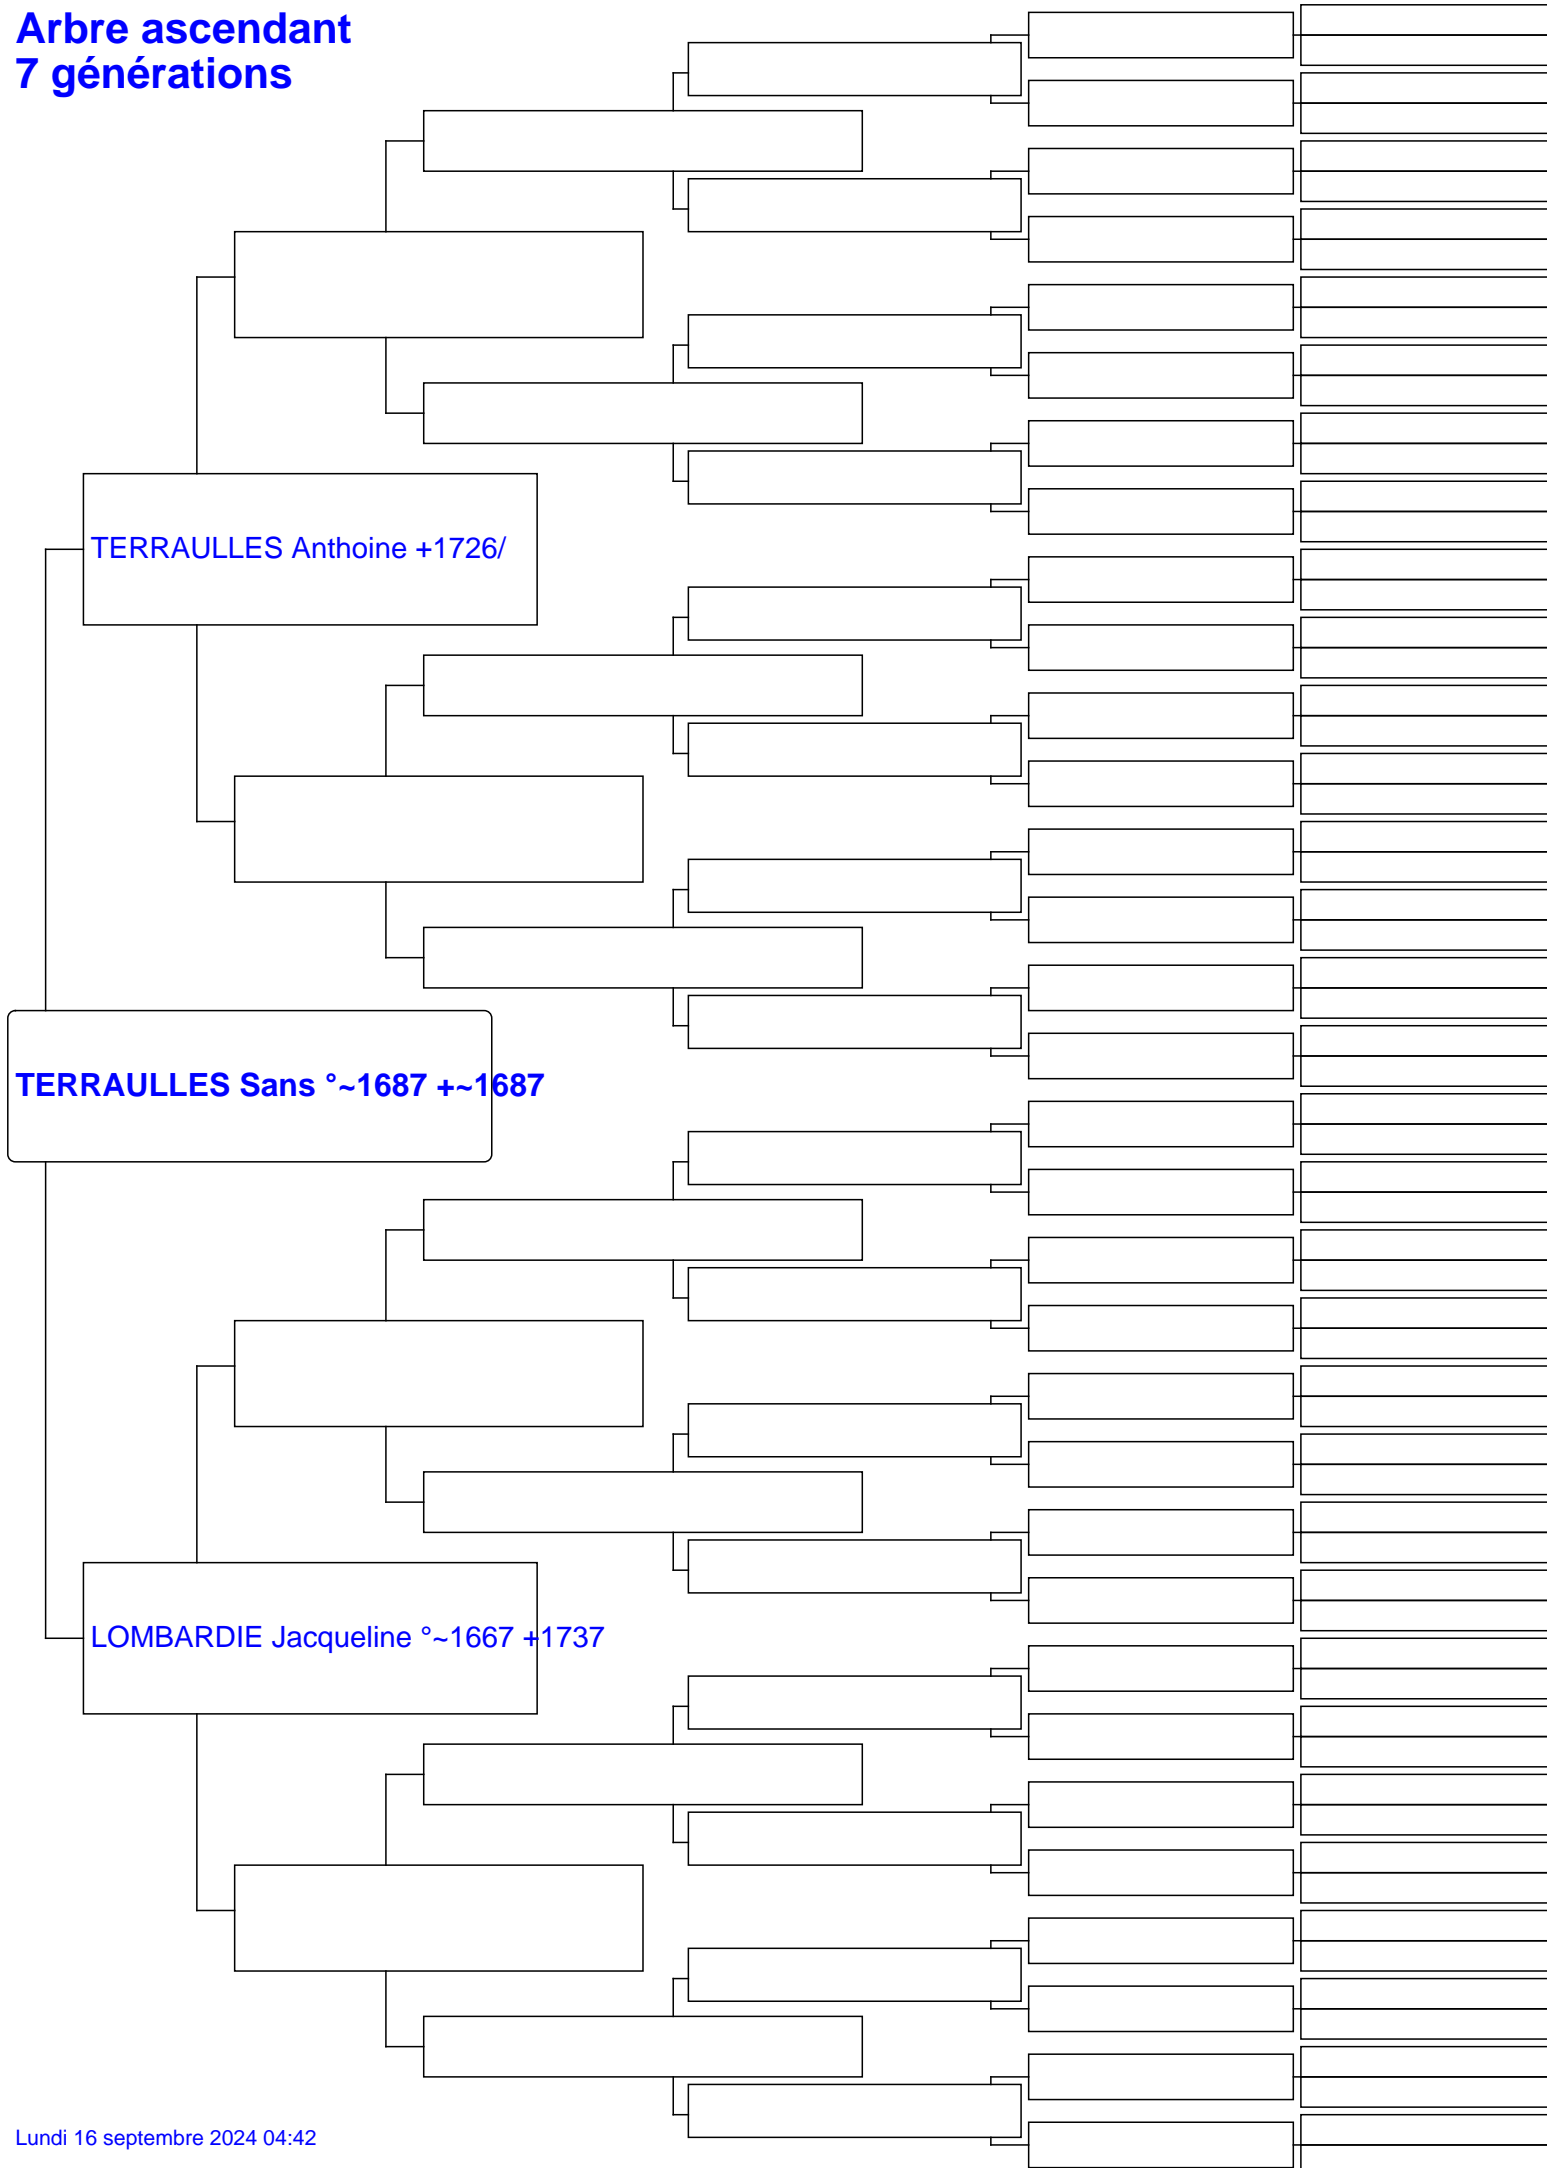 Arbre ascendant
7 générations
TERRAULLES Anthoine +1726/
TERRAULLES Sans °~1687 +~1687
LOMBARDIE Jacqueline °~1667 +1737
Lundi 16 septembre 2024 04:42